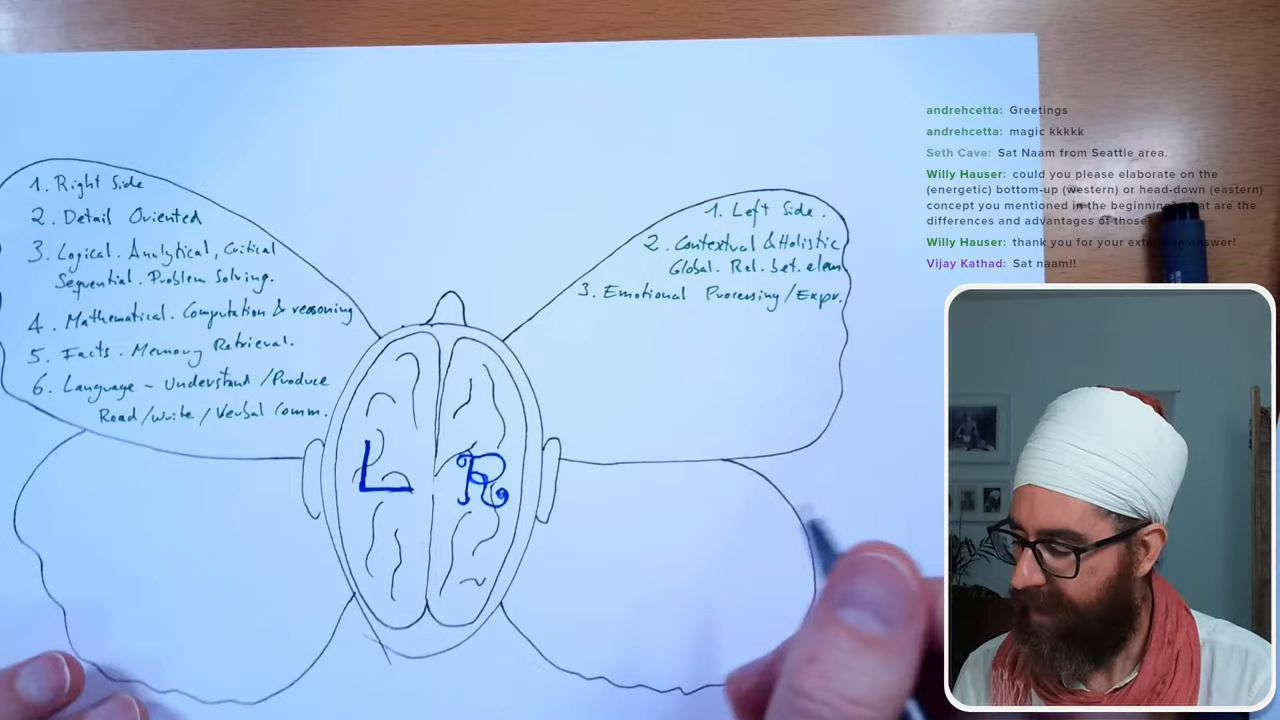 1. Right Side
2. Detail Oriented
3. Logical. Analytical, Critical
Sequential. Problem Solving.
4. Mathematical. Computation & reasoning
5. Facts. Memory Retrieval.
6. Language - Understand / Produce
Read/Write / Verbal Comm.
L
R
1. Left Side.
2. Contextual & Holistic
Global. Rel. bet. elem
3. Emotional Processing/Expr.
andrehcetta: Greetings
andrehcetta: magic kkkkk
Seth Cave: Sat Naam from Seattle area.
Willy Hauser: could you please elaborate on the
(energetic) bottom-up (western) or head-down (eastern)
concept you mentioned in the beginning? what are the
differences and advantages of those?
Willy Hauser: thank you for your extensive answer!
Vijay Kathad: Sat naam!!